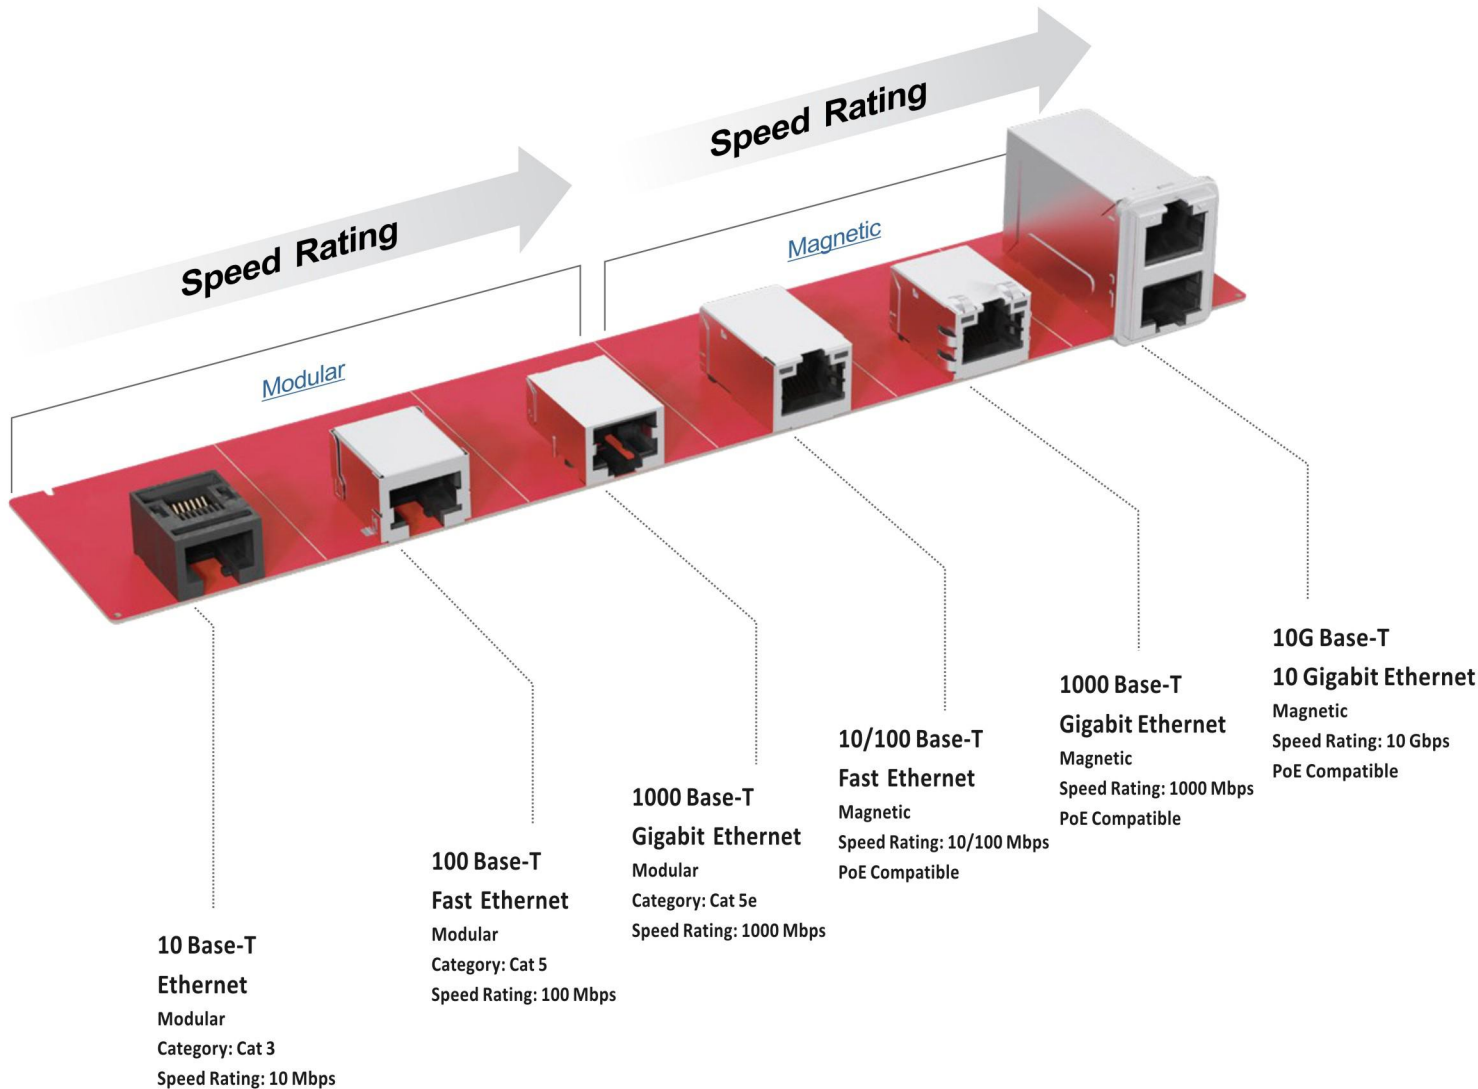 Speed Rating
Speed Rating
Modular
Magnetic
10 Base-T
Ethernet
Modular
Category: Cat 3
Speed Rating: 10 Mbps
100 Base-T
Fast Ethernet
Modular
Category: Cat 5
Speed Rating: 100 Mbps
1000 Base-T
Gigabit Ethernet
Modular
Category: Cat 5e
Speed Rating: 1000 Mbps
10/100 Base-T
Fast Ethernet
Magnetic
Speed Rating: 10/100 Mbps
PoE Compatible
1000 Base-T
Gigabit Ethernet
Magnetic
Speed Rating: 1000 Mbps
PoE Compatible
10G Base-T
10 Gigabit Ethernet
Magnetic
Speed Rating: 10 Gbps
PoE Compatible